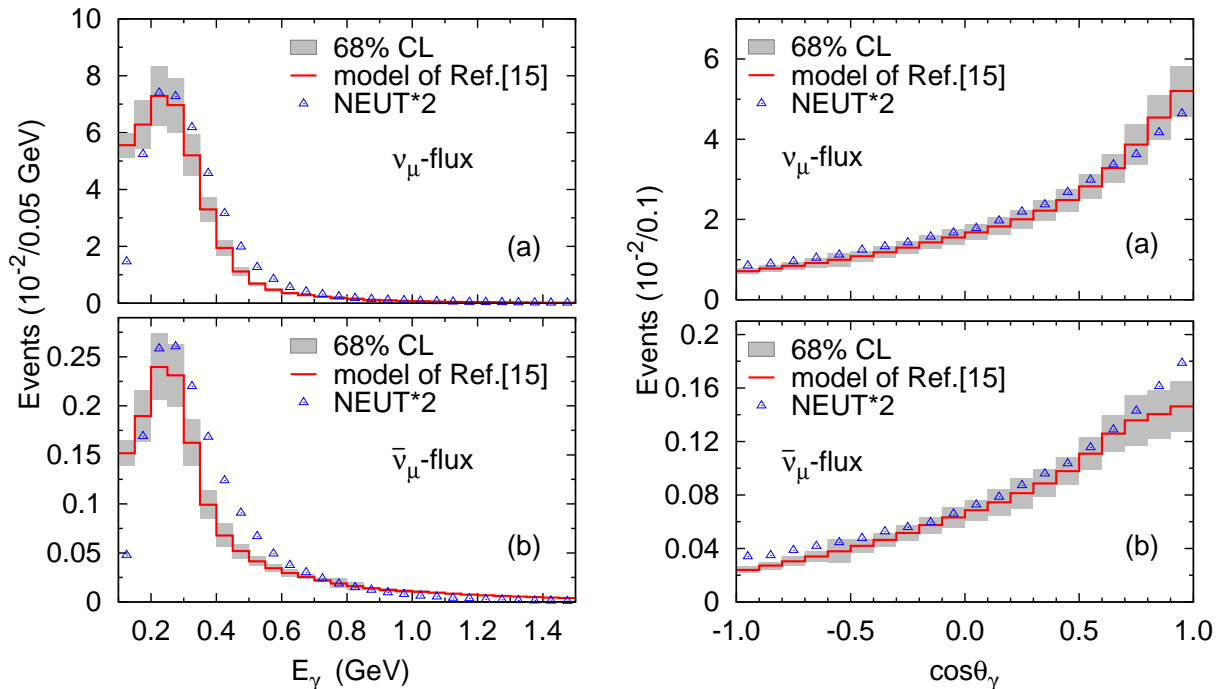 Events (10⁻²/0.05 GeV)
10
8
6
4
2
0
68% CL
model of Ref.[15]
NEUT*2
νμ-flux
(a)
0.25
0.2
0.15
0.1
0.05
0
68% CL
model of Ref.[15]
NEUT*2
ν̄μ-flux
(b)
0.2 0.4 0.6 0.8 1.0 1.2 1.4
Eγ (GeV)
Events (10⁻²/0.1)
6
4
2
0
68% CL
model of Ref.[15]
NEUT*2
νμ-flux
(a)
0.2
0.16
0.12
0.08
0.04
0
68% CL
model of Ref.[15]
NEUT*2
ν̄μ-flux
(b)
-1.0 -0.5 0.0 0.5 1.0
cosθγ